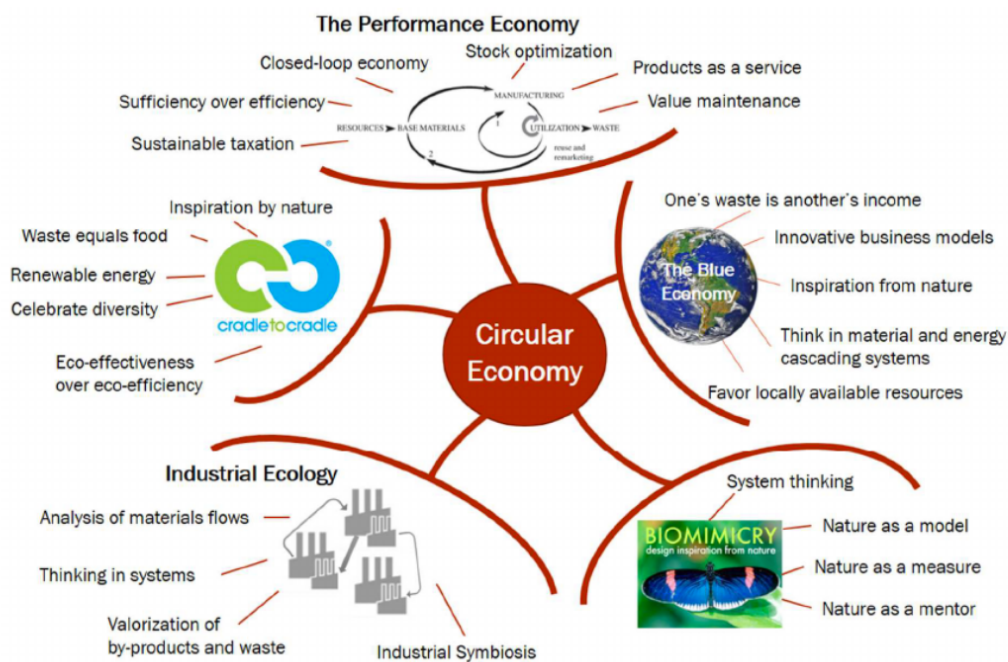 The Performance Economy
Stock optimization
Closed-loop economy
Products as a service
Sufficiency over efficiency
Value maintenance
Sustainable taxation
MANUFACTURING
RESOURCES
BASE MATERIALS
UTILIZATION
WASTE
1
2
reuse and
remarketing
Inspiration by nature
Waste equals food
Renewable energy
Celebrate diversity
®
cradletocradle
Eco-effectiveness
over eco-efficiency
Circular
Economy
One's waste is another's income
Innovative business models
The Blue
Economy
Inspiration from nature
Think in material and energy
cascading systems
Favor locally available resources
Industrial Ecology
Analysis of materials flows
Thinking in systems
Valorization of
by-products and waste
Industrial Symbiosis
System thinking
BIOMIMICRY
design inspiration from nature
Nature as a model
Nature as a measure
Nature as a mentor